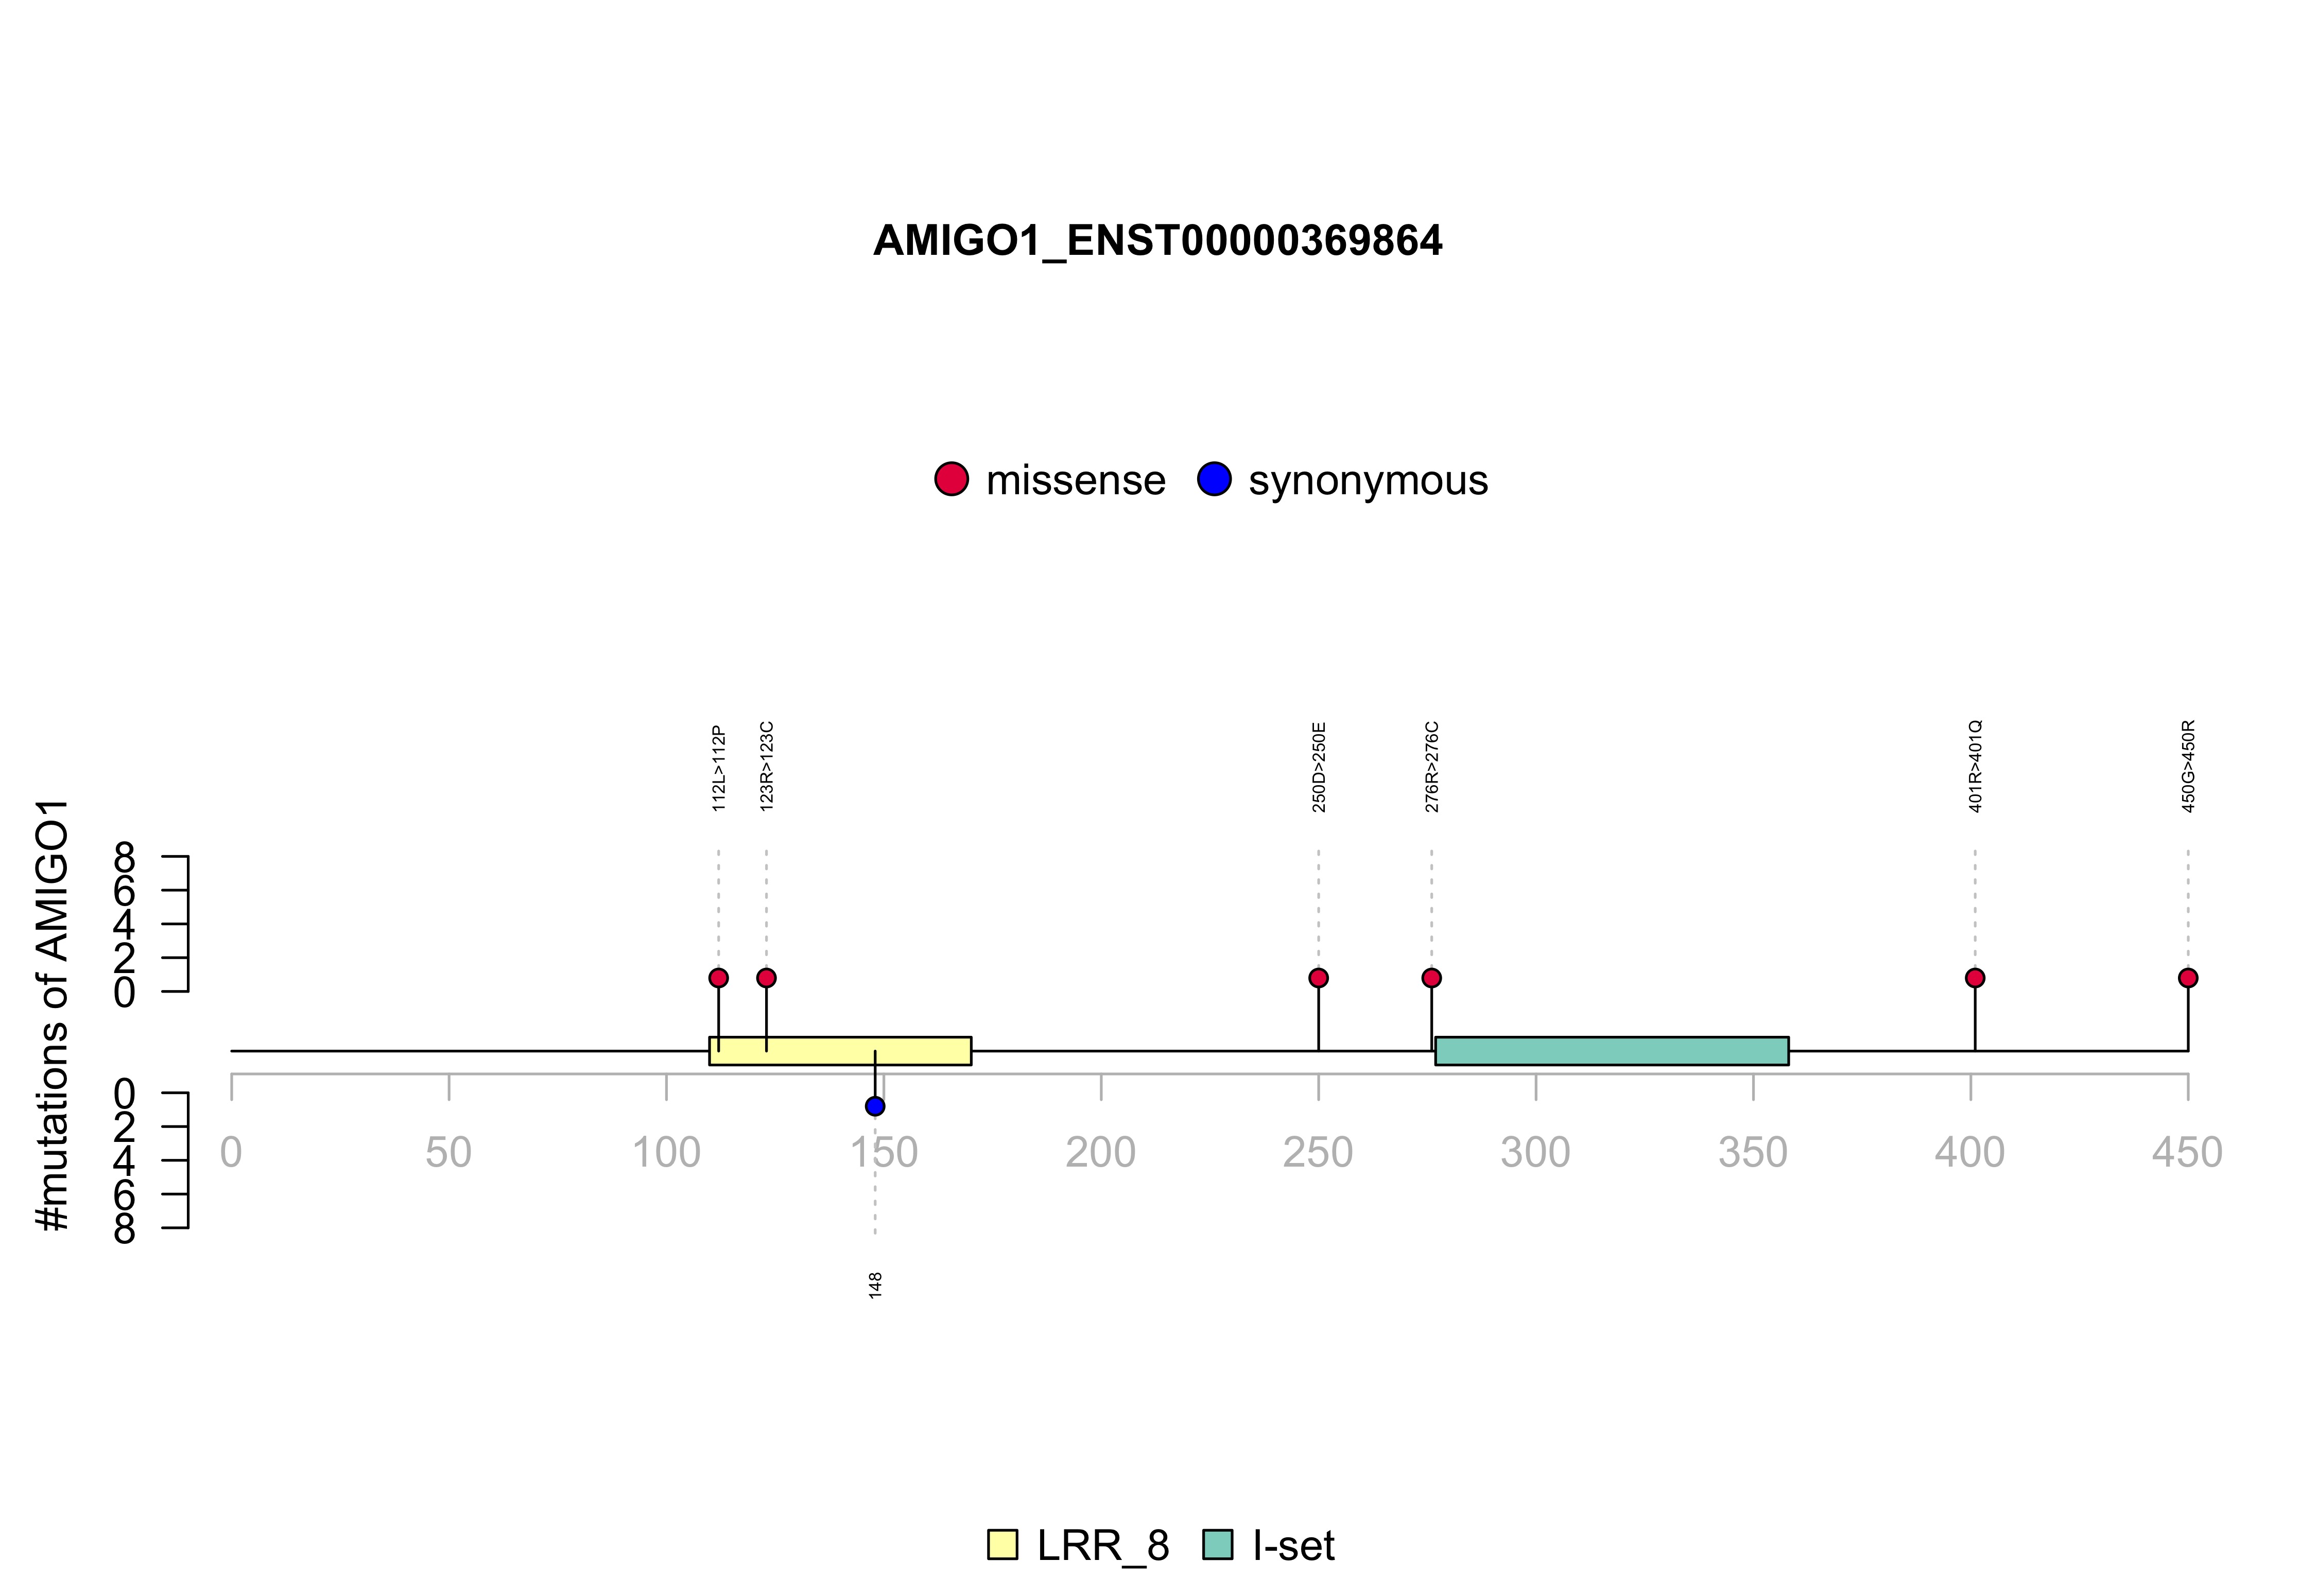 AMIGO1_ENST00000369864
missense synonymous
112L>112P
123R>123C
250D>250E
276R>276C
401R>401Q
450G>450R
#mutations of AMIGO1
8
6
4
2
0
0
2
4
6
8
0 50 100 150 200 250 300 350 400 450
148
LRR_8 I-set